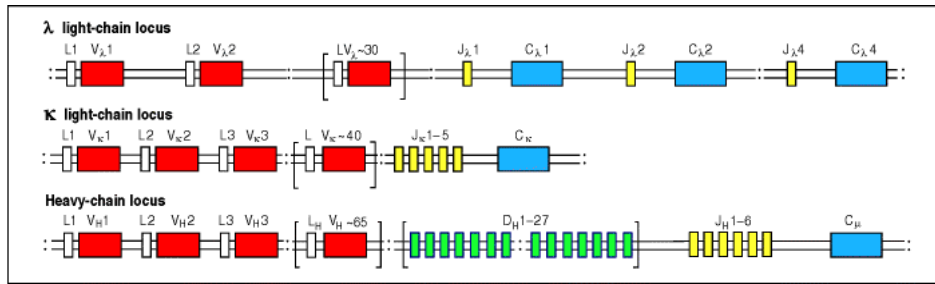 λ light-chain locus
L1 Vλ1 L2 Vλ2 LVλ~30 Jλ1 Cλ1 Jλ2 Cλ2 Jλ4 Cλ4
κ light-chain locus
L1 Vκ1 L2 Vκ2 L3 Vκ3 L Vκ~40 Jκ1–5 Cκ
Heavy-chain locus
L1 VH1 L2 VH2 L3 VH3 LH VH~65 DH1–27 JH1–6 Cμ